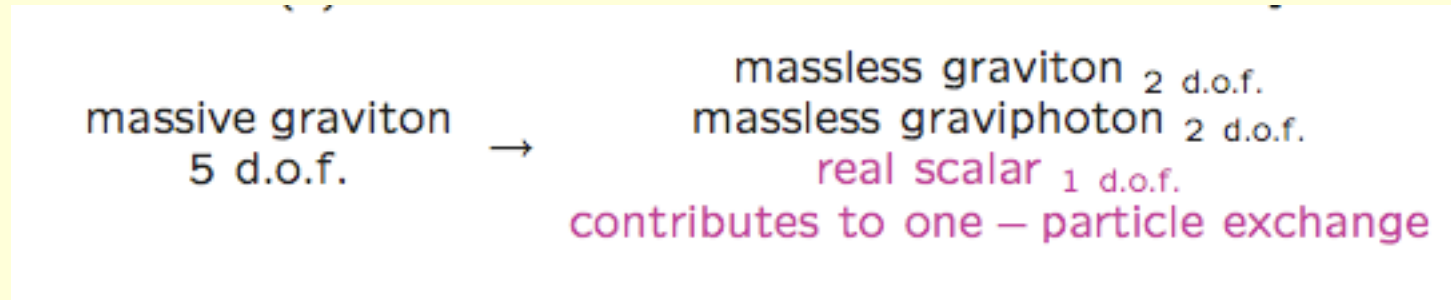 massless graviton 2 d.o.f.
massive graviton → massless graviphoton 2 d.o.f.
5 d.o.f. real scalar 1 d.o.f.
contributes to one – particle exchange